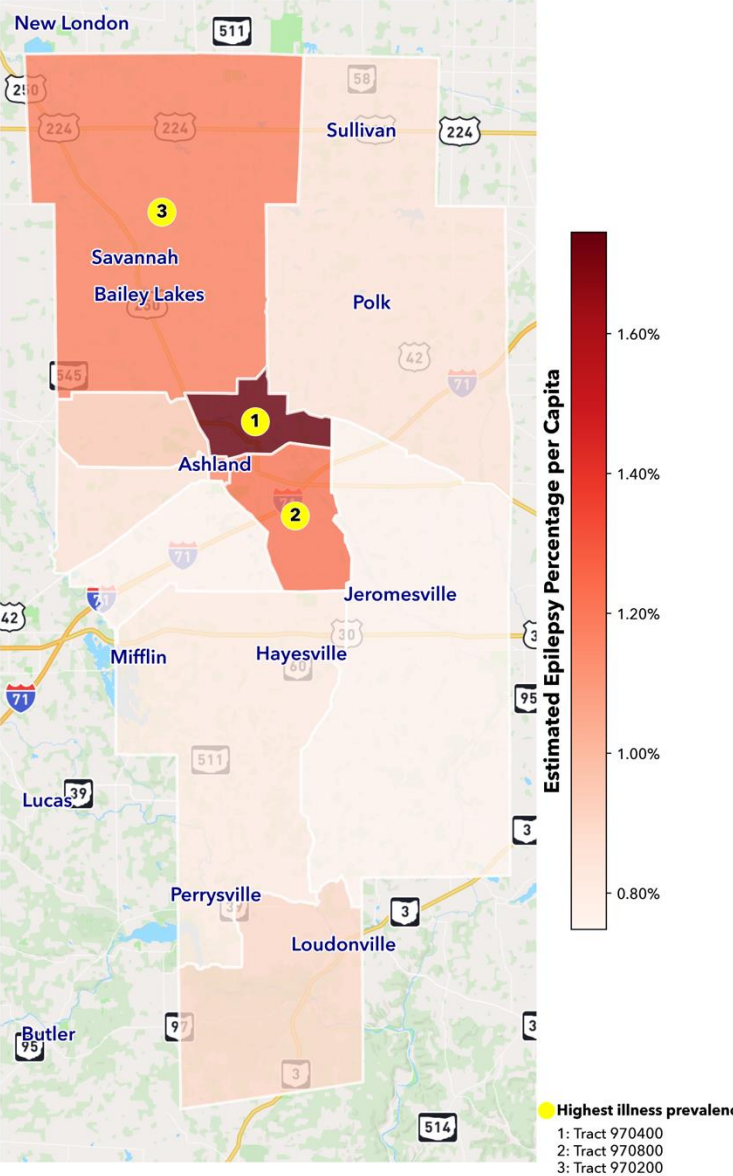 New London
511
250
58
224
224
Sullivan
224
3
Savannah
Bailey Lakes
250
Polk
42
545
71
1
Ashland
2
71
71
42
Jeromesville
30
Mifflin
Hayesville
60
71
95
511
Lucas
39
3
Perrysville
39
3
Loudonville
Butler
95
97
3
3
514
Estimated Epilepsy Percentage per Capita
1.60%
1.40%
1.20%
1.00%
0.80%
Highest illness prevalen
1: Tract 970400
2: Tract 970800
3: Tract 970200